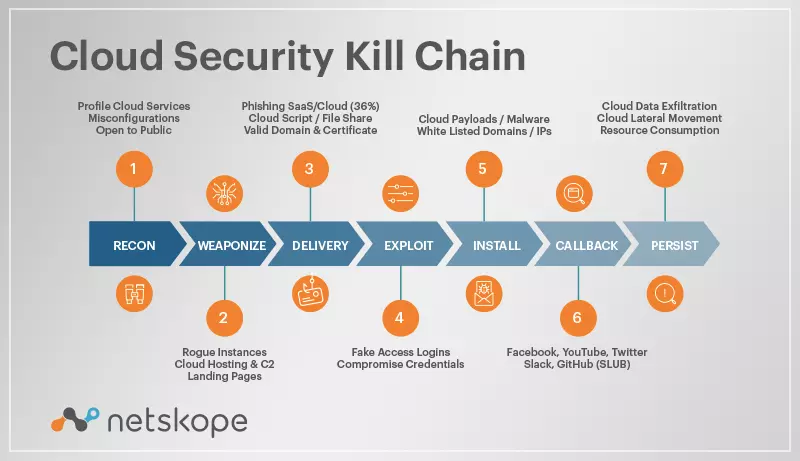 Cloud Security Kill Chain
Profile Cloud Services
Misconfigurations
Open to Public
Phishing SaaS/Cloud (36%)
Cloud Script / File Share
Valid Domain & Certificate
Cloud Payloads / Malware
White Listed Domains / IPs
Cloud Data Exfiltration
Cloud Lateral Movement
Resource Consumption
1
3
5
7
RECON
WEAPONIZE
DELIVERY
EXPLOIT
INSTALL
CALLBACK
PERSIST
!
2
4
6
Rogue Instances
Cloud Hosting & C2
Landing Pages
Fake Access Logins
Compromise Credentials
Facebook, YouTube, Twitter
Slack, GitHub (SLUB)
netskope